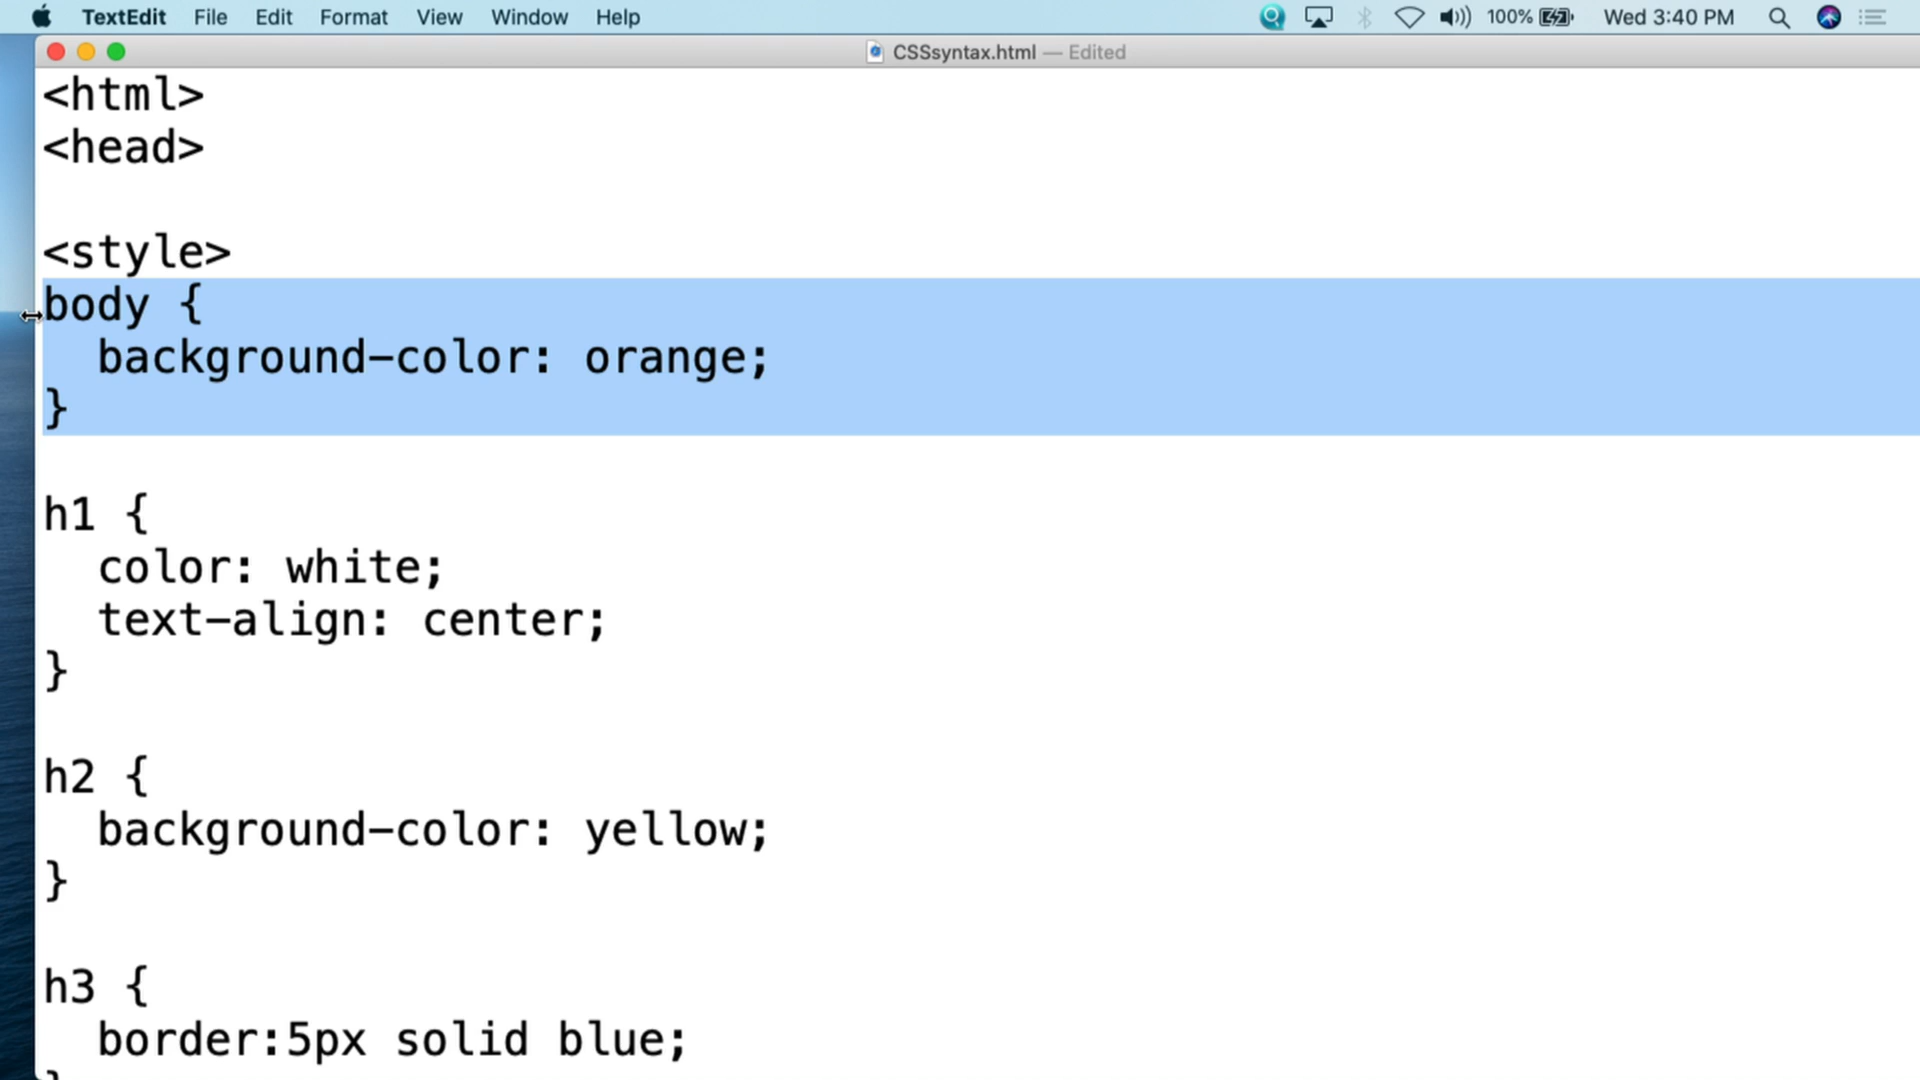 TextEdit File Edit Format View Window Help 100% Wed 3:40 PM
CSSsyntax.html — Edited
<html>
<head>
<style>
body {
  background-color: orange;
}
h1 {
  color: white;
  text-align: center;
}
h2 {
  background-color: yellow;
}
h3 {
  border:5px solid blue;
}